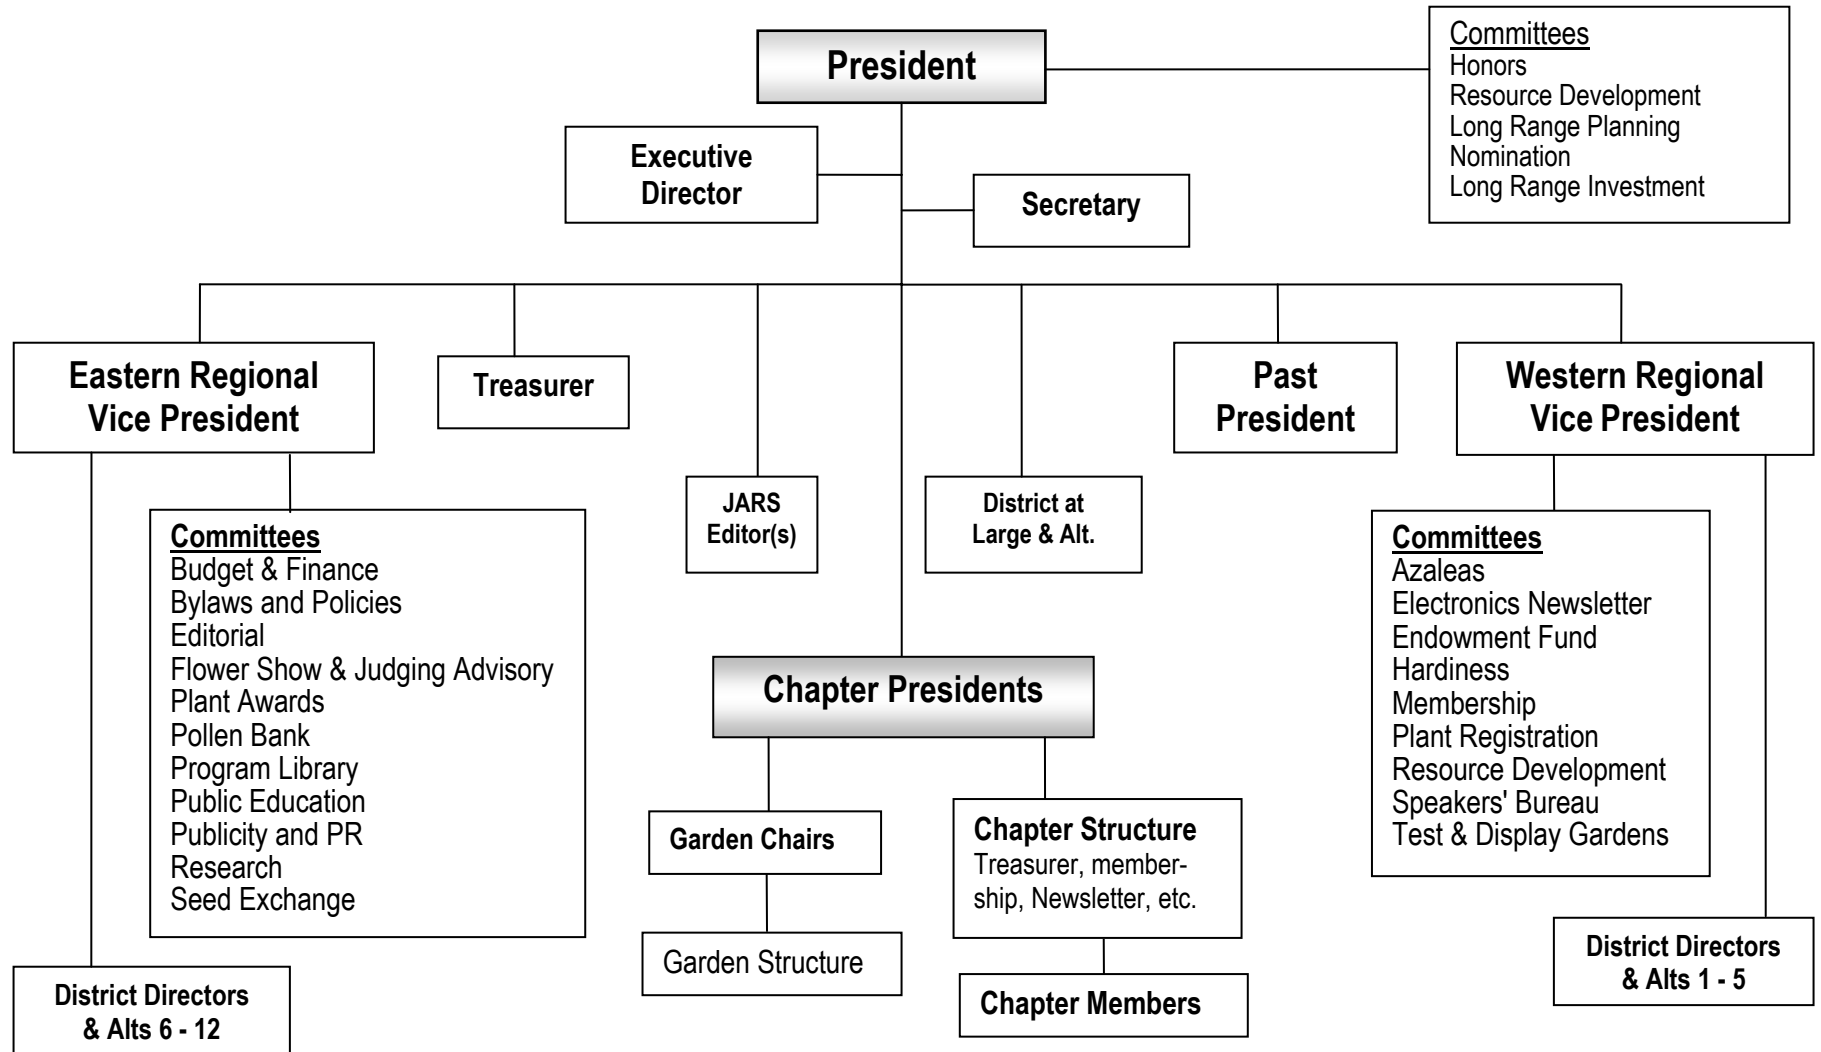 President
Committees
Honors
Resource Development
Long Range Planning
Nomination
Long Range Investment
Executive
Director
Secretary
Eastern Regional
Vice President
Treasurer
JARS
Editor(s)
District at
Large & Alt.
Past
President
Western Regional
Vice President
Committees
Budget & Finance
Bylaws and Policies
Editorial
Flower Show & Judging Advisory
Plant Awards
Pollen Bank
Program Library
Public Education
Publicity and PR
Research
Seed Exchange
Committees
Azaleas
Electronics Newsletter
Endowment Fund
Hardiness
Membership
Plant Registration
Resource Development
Speakers' Bureau
Test & Display Gardens
Chapter Presidents
Garden Chairs
Chapter Structure
Treasurer, member-
ship, Newsletter, etc.
Garden Structure
Chapter Members
District Directors
& Alts 6 - 12
District Directors
& Alts 1 - 5